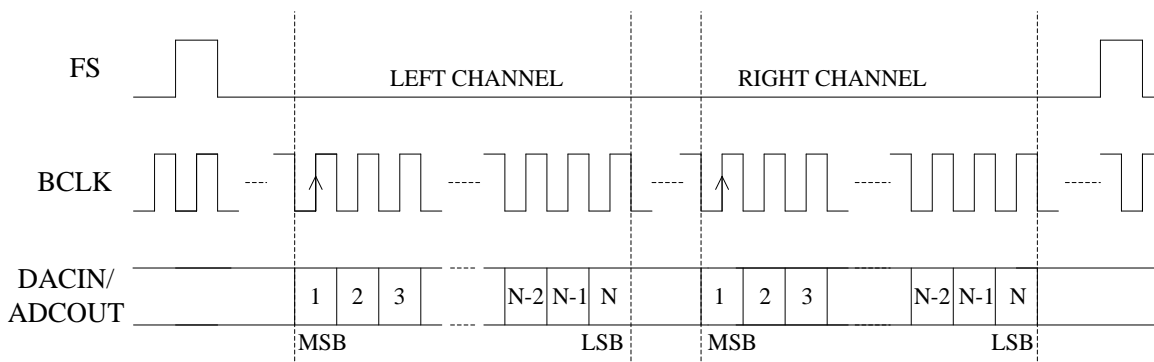 FS
LEFT CHANNEL RIGHT CHANNEL
BCLK
DACIN/
ADCOUT
1 2 3 N-2 N-1 N 1 2 3 N-2 N-1 N
MSB LSB MSB LSB